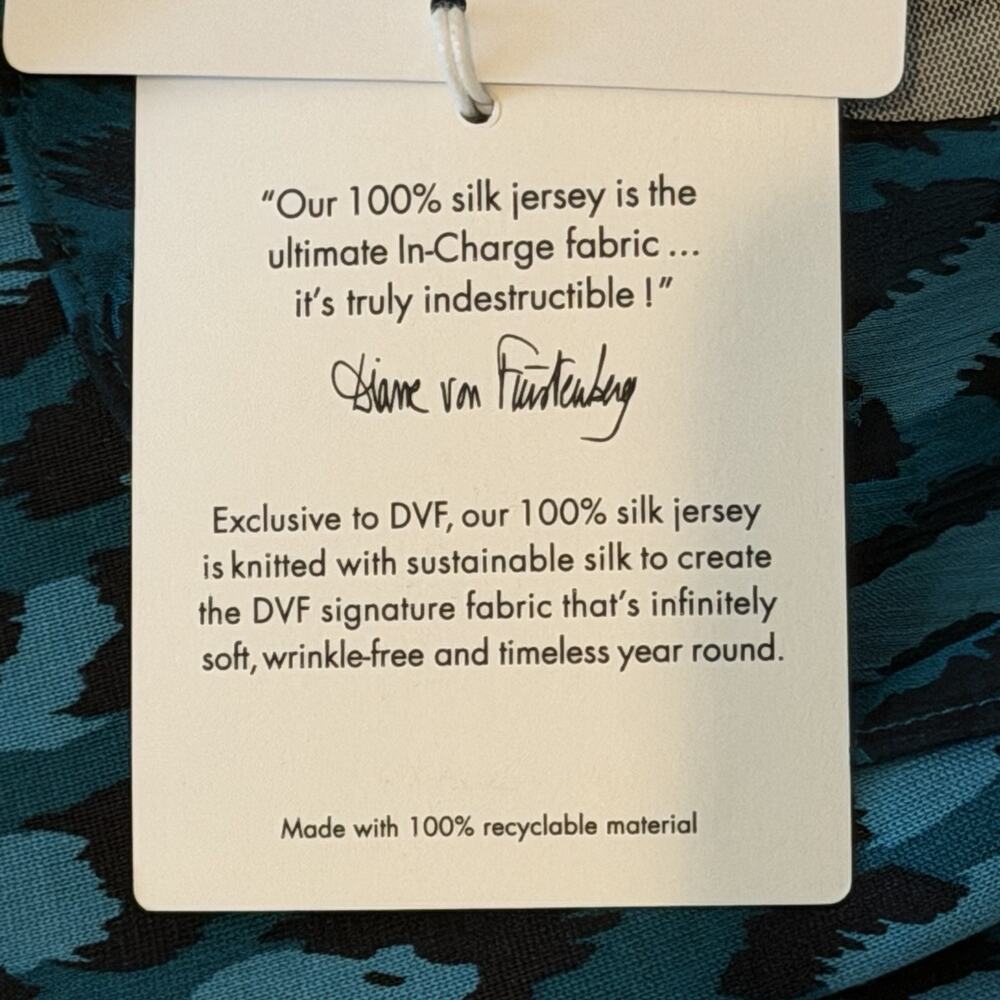 “Our 100% silk jersey is the
ultimate In-Charge fabric ...
it’s truly indestructible !”
Diane von Furstenberg
Exclusive to DVF, our 100% silk jersey
is knitted with sustainable silk to create
the DVF signature fabric that’s infinitely
soft, wrinkle-free and timeless year round.
Made with 100% recyclable material